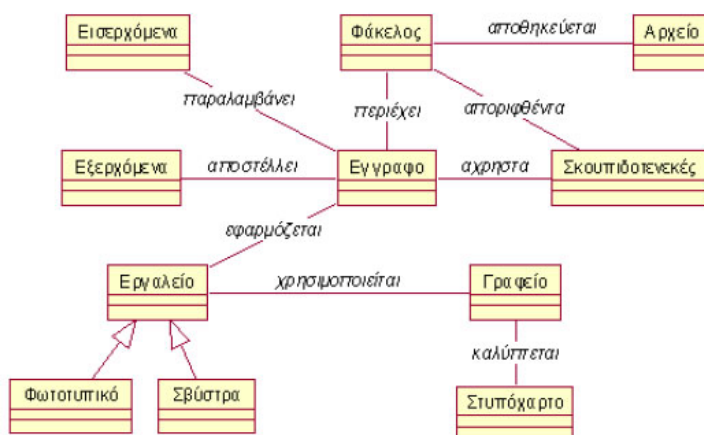 Εισερχόμενα
Φάκελος
αποθηκεύεται
Αρχείο
παραλαμβάνει
περιέχει
αποριφθέντα
Εξερχόμενα
αποστέλλει
Εγγραφο
αχρηστα
Σκουπιδοτενεκές
εφαρμόζεται
Εργαλείο
χρησιμοποιείται
Γραφείο
καλύπτεται
Φωτοτυπικό
Σβύστρα
Στυπόχαρτο